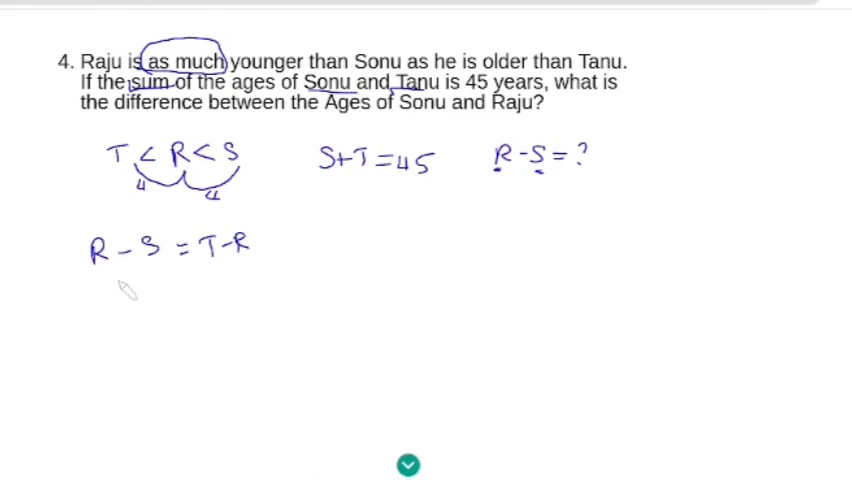 4. Raju is as much younger than Sonu as he is older than Tanu.
If the sum of the ages of Sonu and Tanu is 45 years, what is
the difference between the Ages of Sonu and Raju?
T < R < S S+T=45 R-S=?
4 4
R-S = T-R